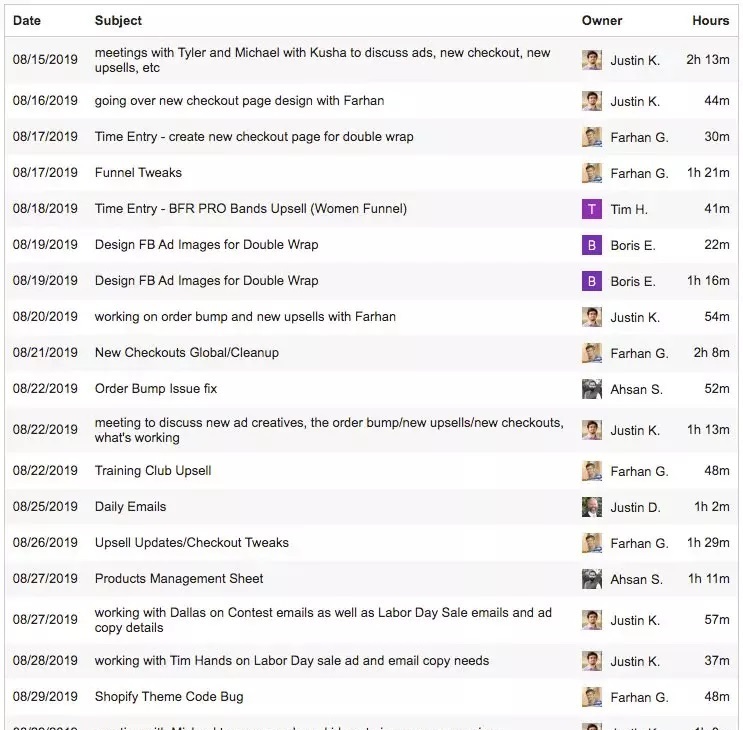 Date Subject Owner Hours
08/15/2019 meetings with Tyler and Michael with Kusha to discuss ads, new checkout, new Justin K. 2h 13m
upsells, etc
08/16/2019 going over new checkout page design with Farhan Justin K. 44m
08/17/2019 Time Entry - create new checkout page for double wrap Farhan G. 30m
08/17/2019 Funnel Tweaks Farhan G. 1h 21m
08/18/2019 Time Entry - BFR PRO Bands Upsell (Women Funnel) T Tim H. 41m
08/19/2019 Design FB Ad Images for Double Wrap B Boris E. 22m
08/19/2019 Design FB Ad Images for Double Wrap B Boris E. 1h 16m
08/20/2019 working on order bump and new upsells with Farhan Justin K. 54m
08/21/2019 New Checkouts Global/Cleanup Farhan G. 2h 8m
08/22/2019 Order Bump Issue fix Ahsan S. 52m
08/22/2019 meeting to discuss new ad creatives, the order bump/new upsells/new checkouts, Justin K. 1h 13m
what's working
08/22/2019 Training Club Upsell Farhan G. 48m
08/25/2019 Daily Emails Justin D. 1h 2m
08/26/2019 Upsell Updates/Checkout Tweaks Farhan G. 1h 29m
08/27/2019 Products Management Sheet Ahsan S. 1h 11m
08/27/2019 working with Dallas on Contest emails as well as Labor Day Sale emails and ad Justin K. 57m
copy details
08/28/2019 working with Tim Hands on Labor Day sale ad and email copy needs Justin K. 37m
08/29/2019 Shopify Theme Code Bug Farhan G. 48m